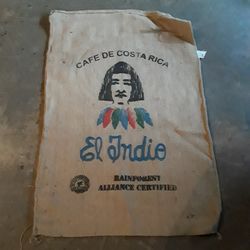 CAFE DE COSTA RICA
El Indio
RAINFOREST
ALLIANCE CERTIFIED